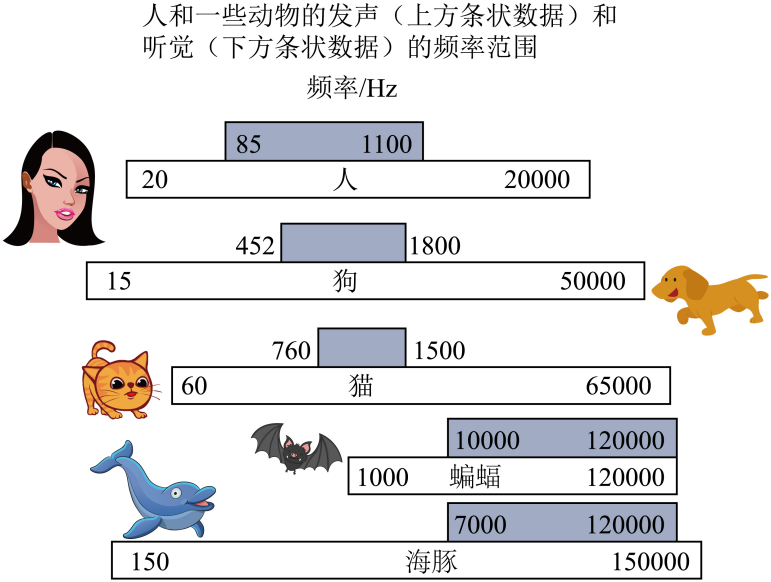 人和一些动物的发声（上方条状数据）和
听觉（下方条状数据）的频率范围
频率/Hz
85 1100
20 人 20000
452 1800
15 狗 50000
760 1500
60 猫 65000
10000 120000
1000 蝙蝠 120000
7000 120000
150 海豚 150000